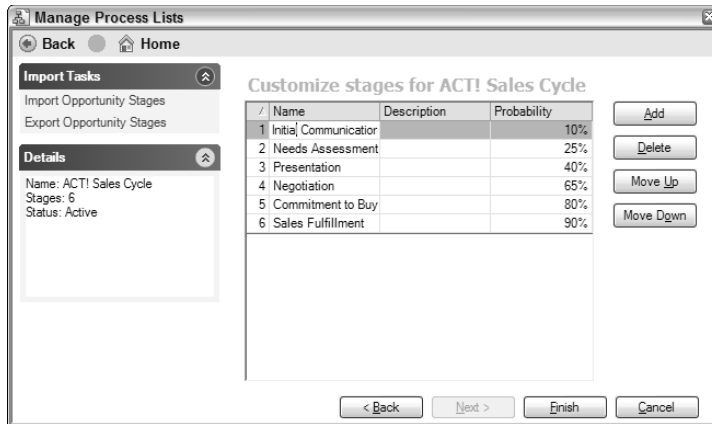 Manage Process Lists
Back Home
Import Tasks
Import Opportunity Stages
Export Opportunity Stages
Details
Name: ACT! Sales Cycle
Stages: 6
Status: Active
Customize stages for ACT! Sales Cycle
Name Description Probability
1 Initial Communication 10%
2 Needs Assessment 25%
3 Presentation 40%
4 Negotiation 65%
5 Commitment to Buy 80%
6 Sales Fulfillment 90%
Add
Delete
Move Up
Move Down
< Back Next > Finish Cancel